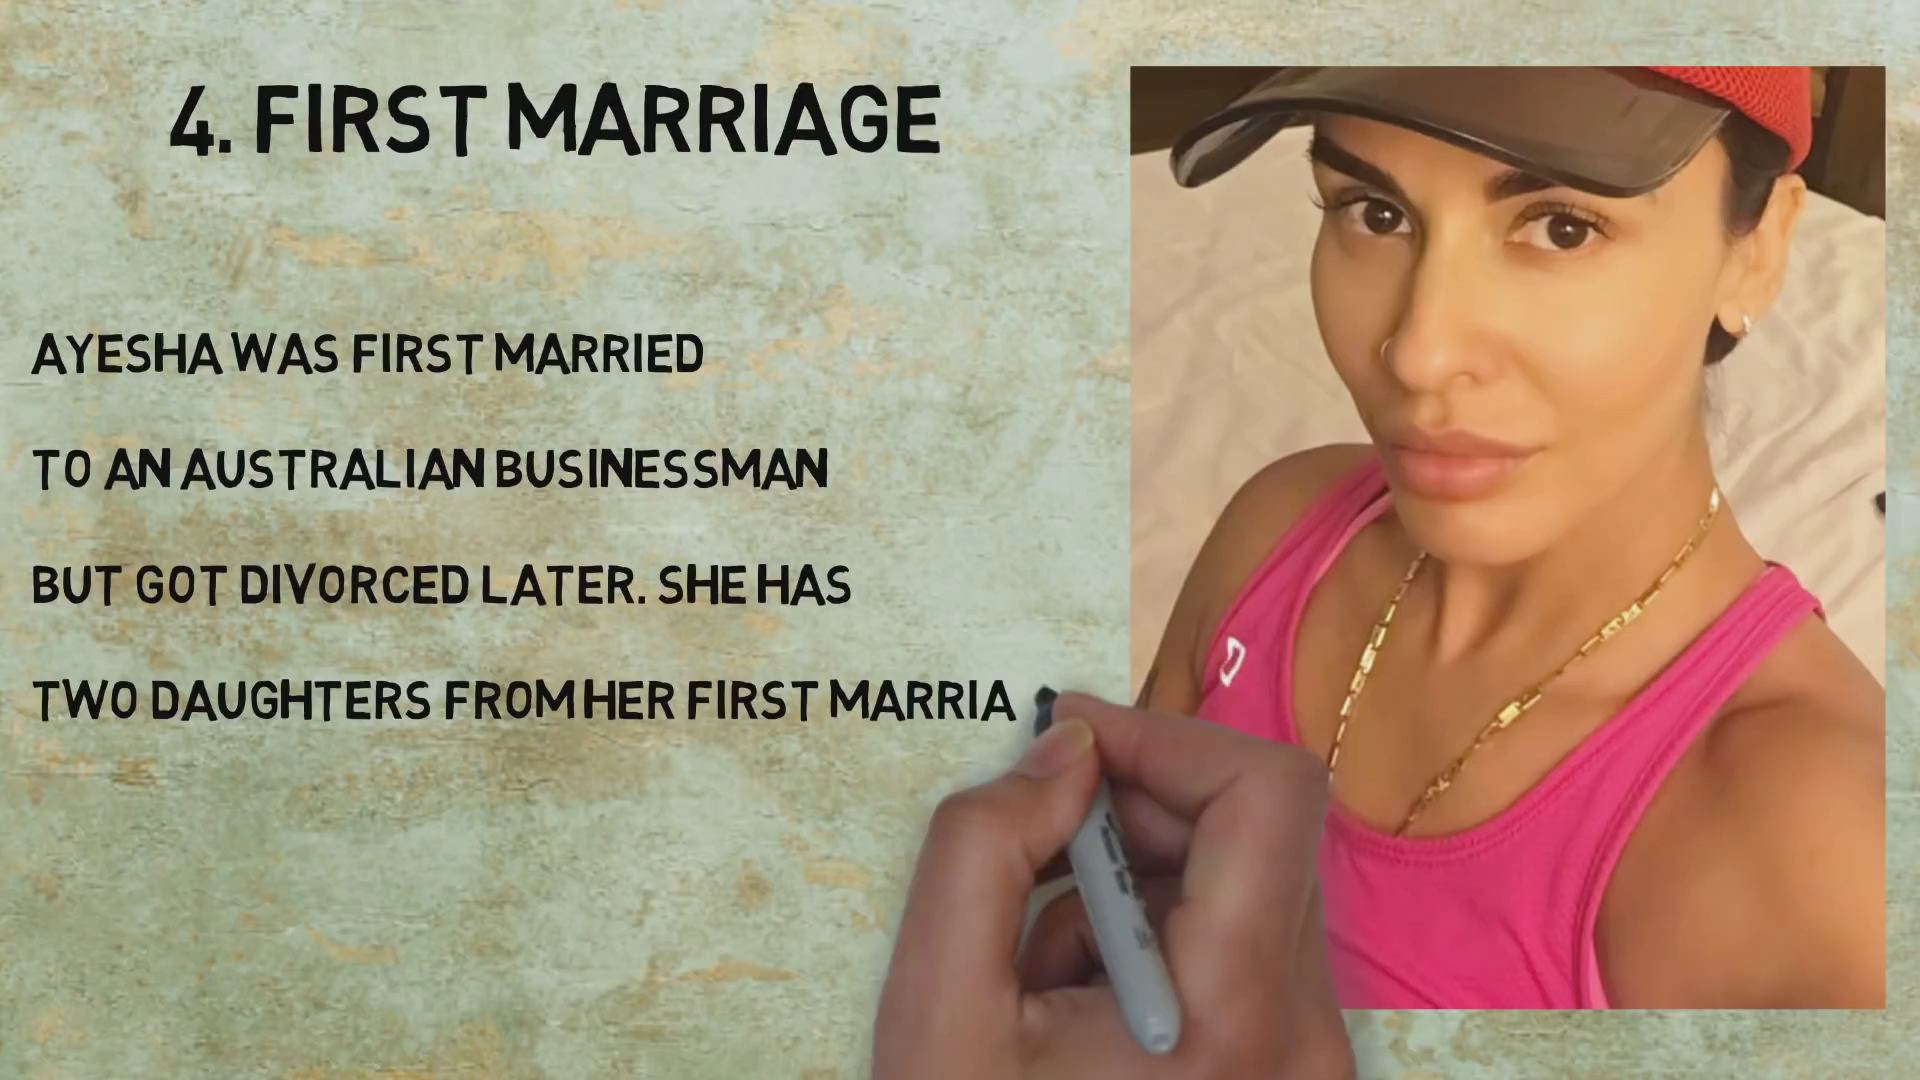 4. FIRST MARRIAGE
AYESHA WAS FIRST MARRIED
TO AN AUSTRALIAN BUSINESSMAN
BUT GOT DIVORCED LATER. SHE HAS
TWO DAUGHTERS FROM HER FIRST MARRIA